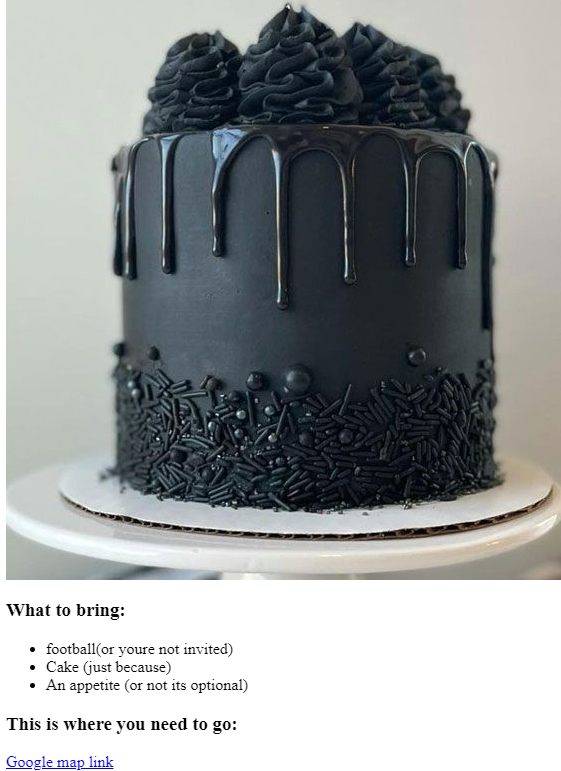 What to bring:
football(or youre not invited)
Cake (just because)
An appetite (or not its optional)
This is where you need to go:
Google map link